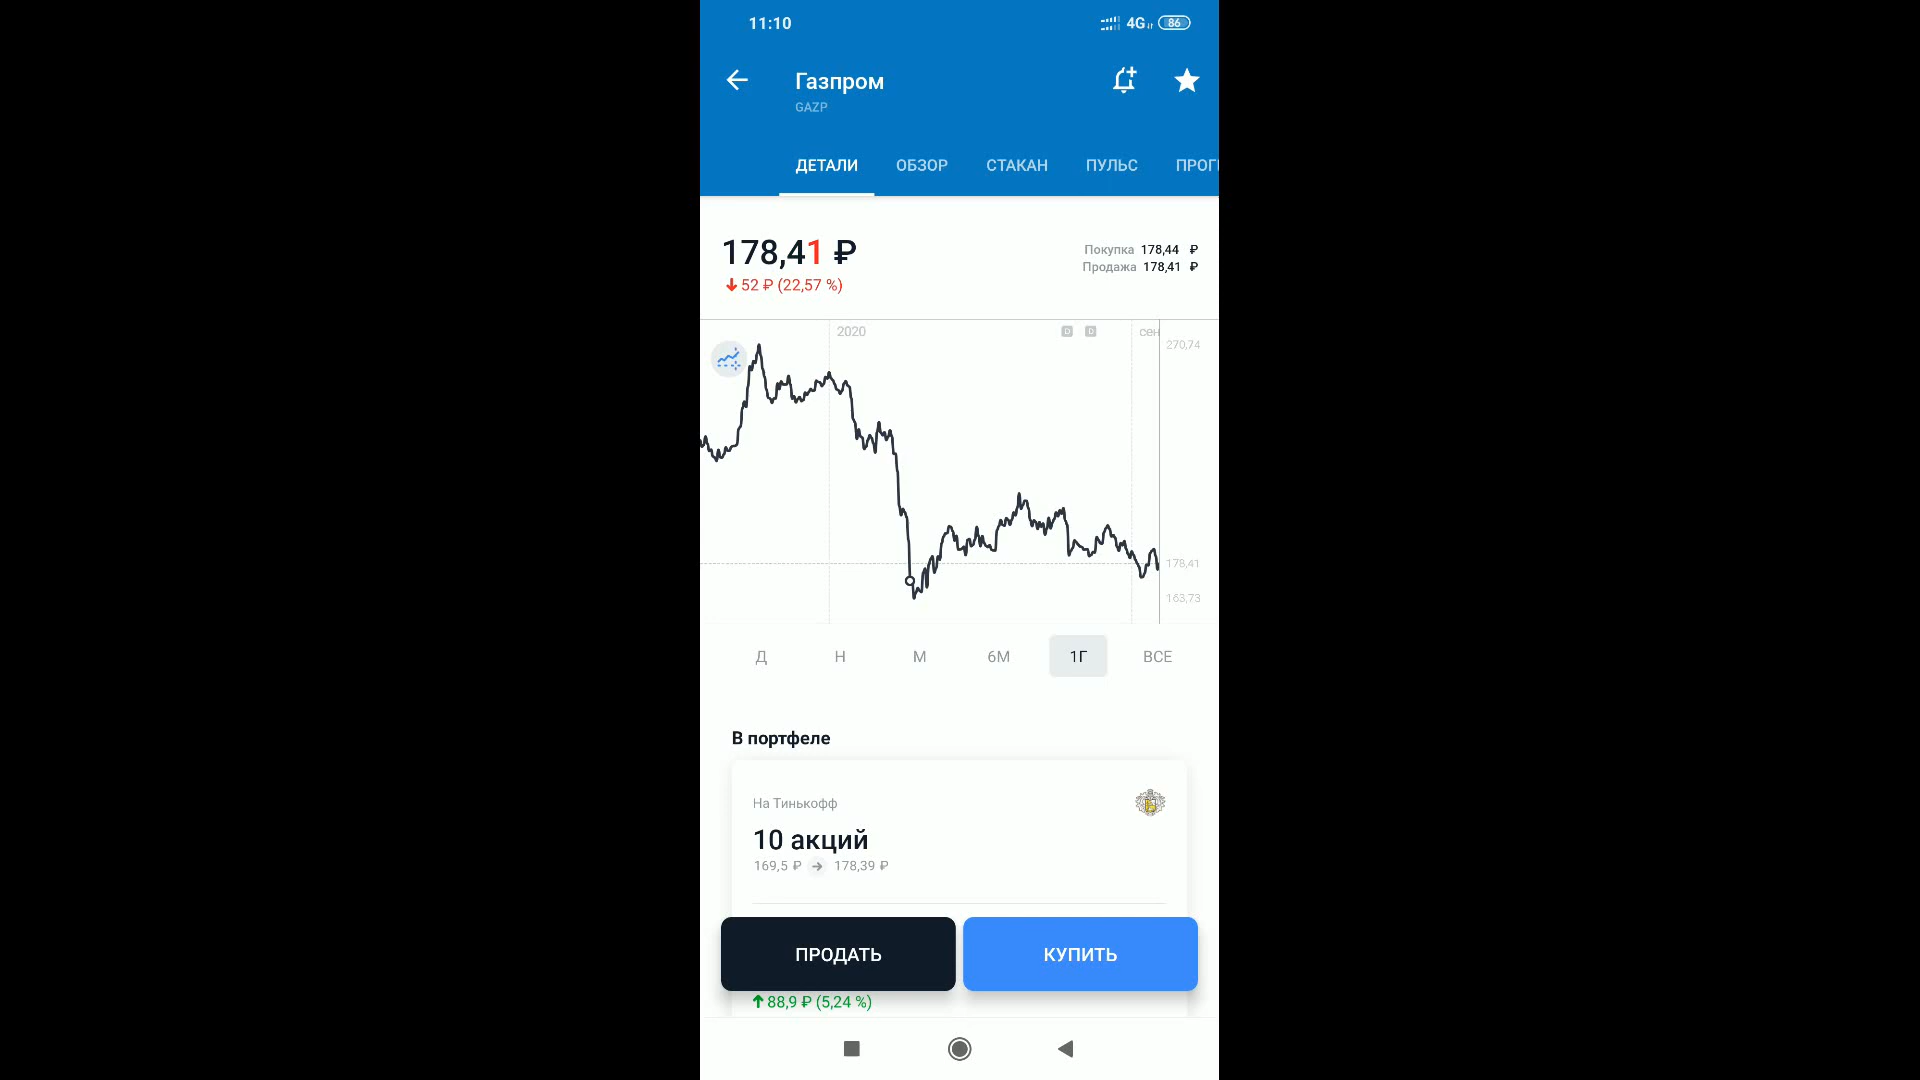 11:10
4G 86
Газпром
GAZP
ДЕТАЛИ ОБЗОР СТАКАН ПУЛЬС ПРОГ
178,41 ₽
Покупка 178,44 ₽
Продажа 178,41 ₽
52 ₽ (22,57 %)
2020 D D сен
270,74
178,41
163,73
Д Н М 6М 1Г ВСЕ
В портфеле
На Тинькофф
10 акций
169,5 ₽ → 178,39 ₽
ПРОДАТЬ КУПИТЬ
88,9 ₽ (5,24 %)